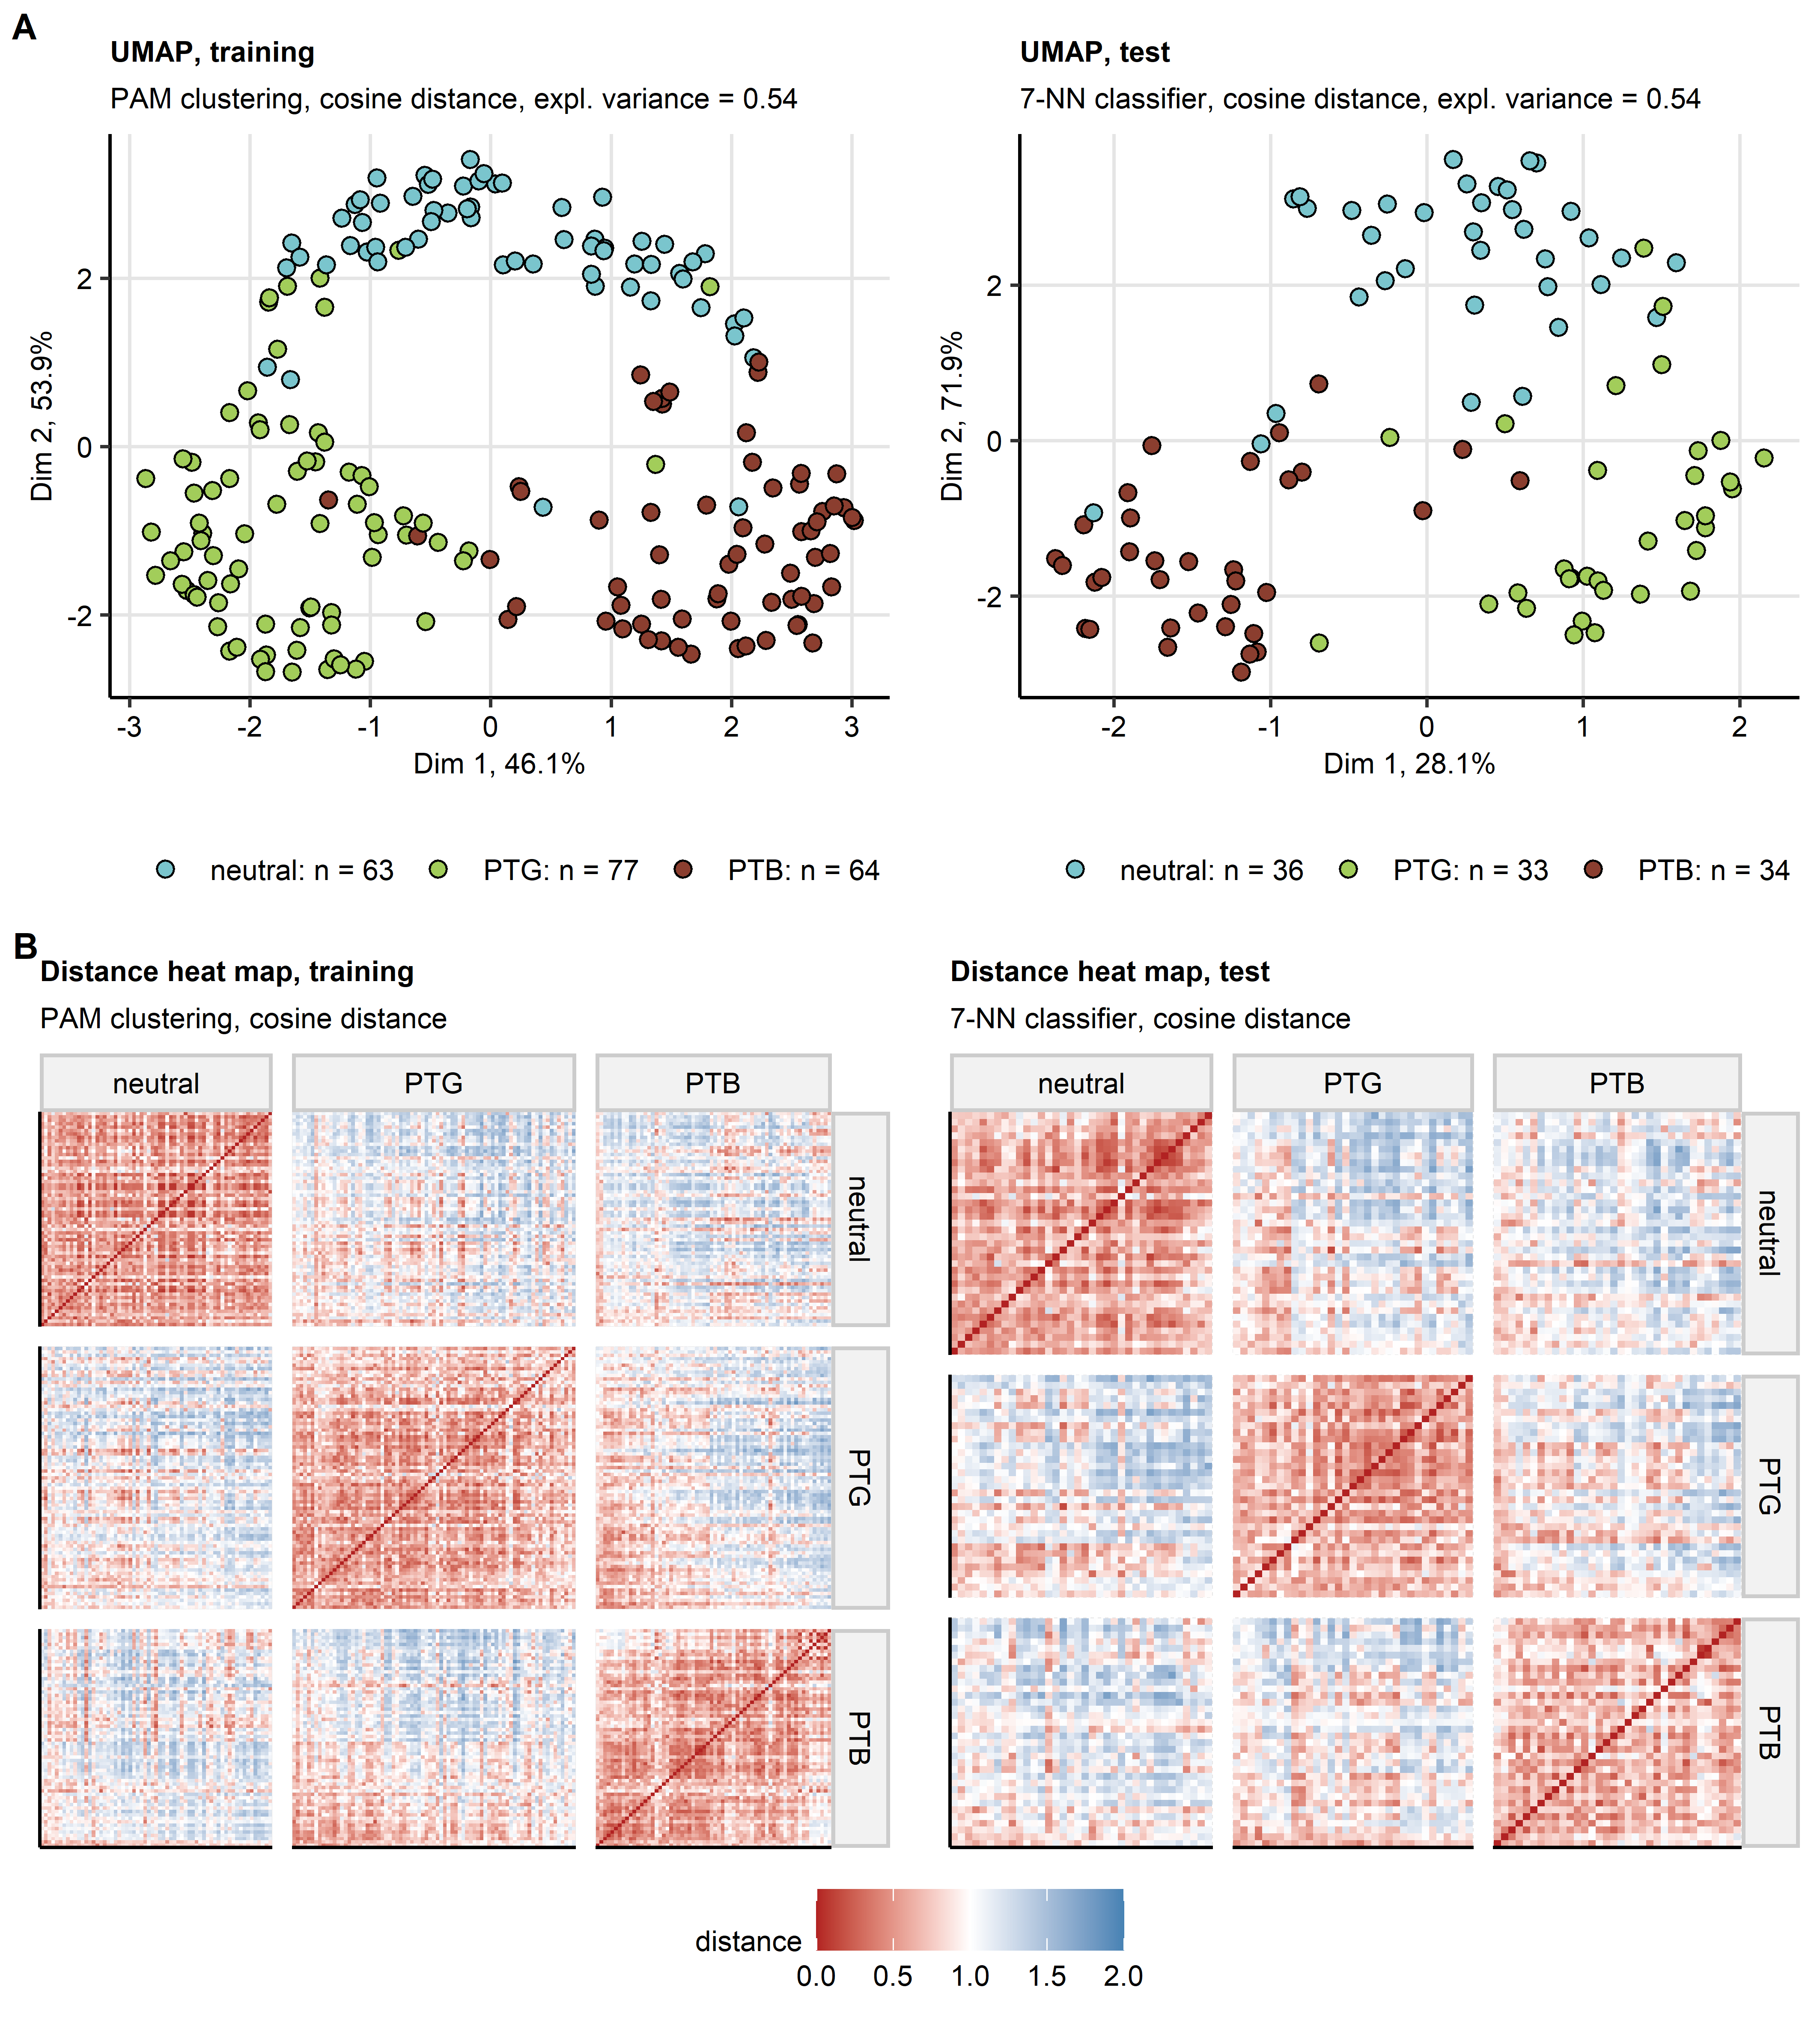 A
UMAP, training
PAM clustering, cosine distance, expl. variance = 0.54
Dim 2, 53.9%
2
0
-2
-3 -2 -1 0 1 2 3
Dim 1, 46.1%
neutral: n = 63 PTG: n = 77 PTB: n = 64
UMAP, test
7-NN classifier, cosine distance, expl. variance = 0.54
Dim 2, 71.9%
2
0
-2
-2 -1 0 1 2
Dim 1, 28.1%
neutral: n = 36 PTG: n = 33 PTB: n = 34
B
Distance heat map, training
PAM clustering, cosine distance
neutral PTG PTB
neutral
PTG
PTB
Distance heat map, test
7-NN classifier, cosine distance
neutral PTG PTB
neutral
PTG
PTB
distance
0.0 0.5 1.0 1.5 2.0